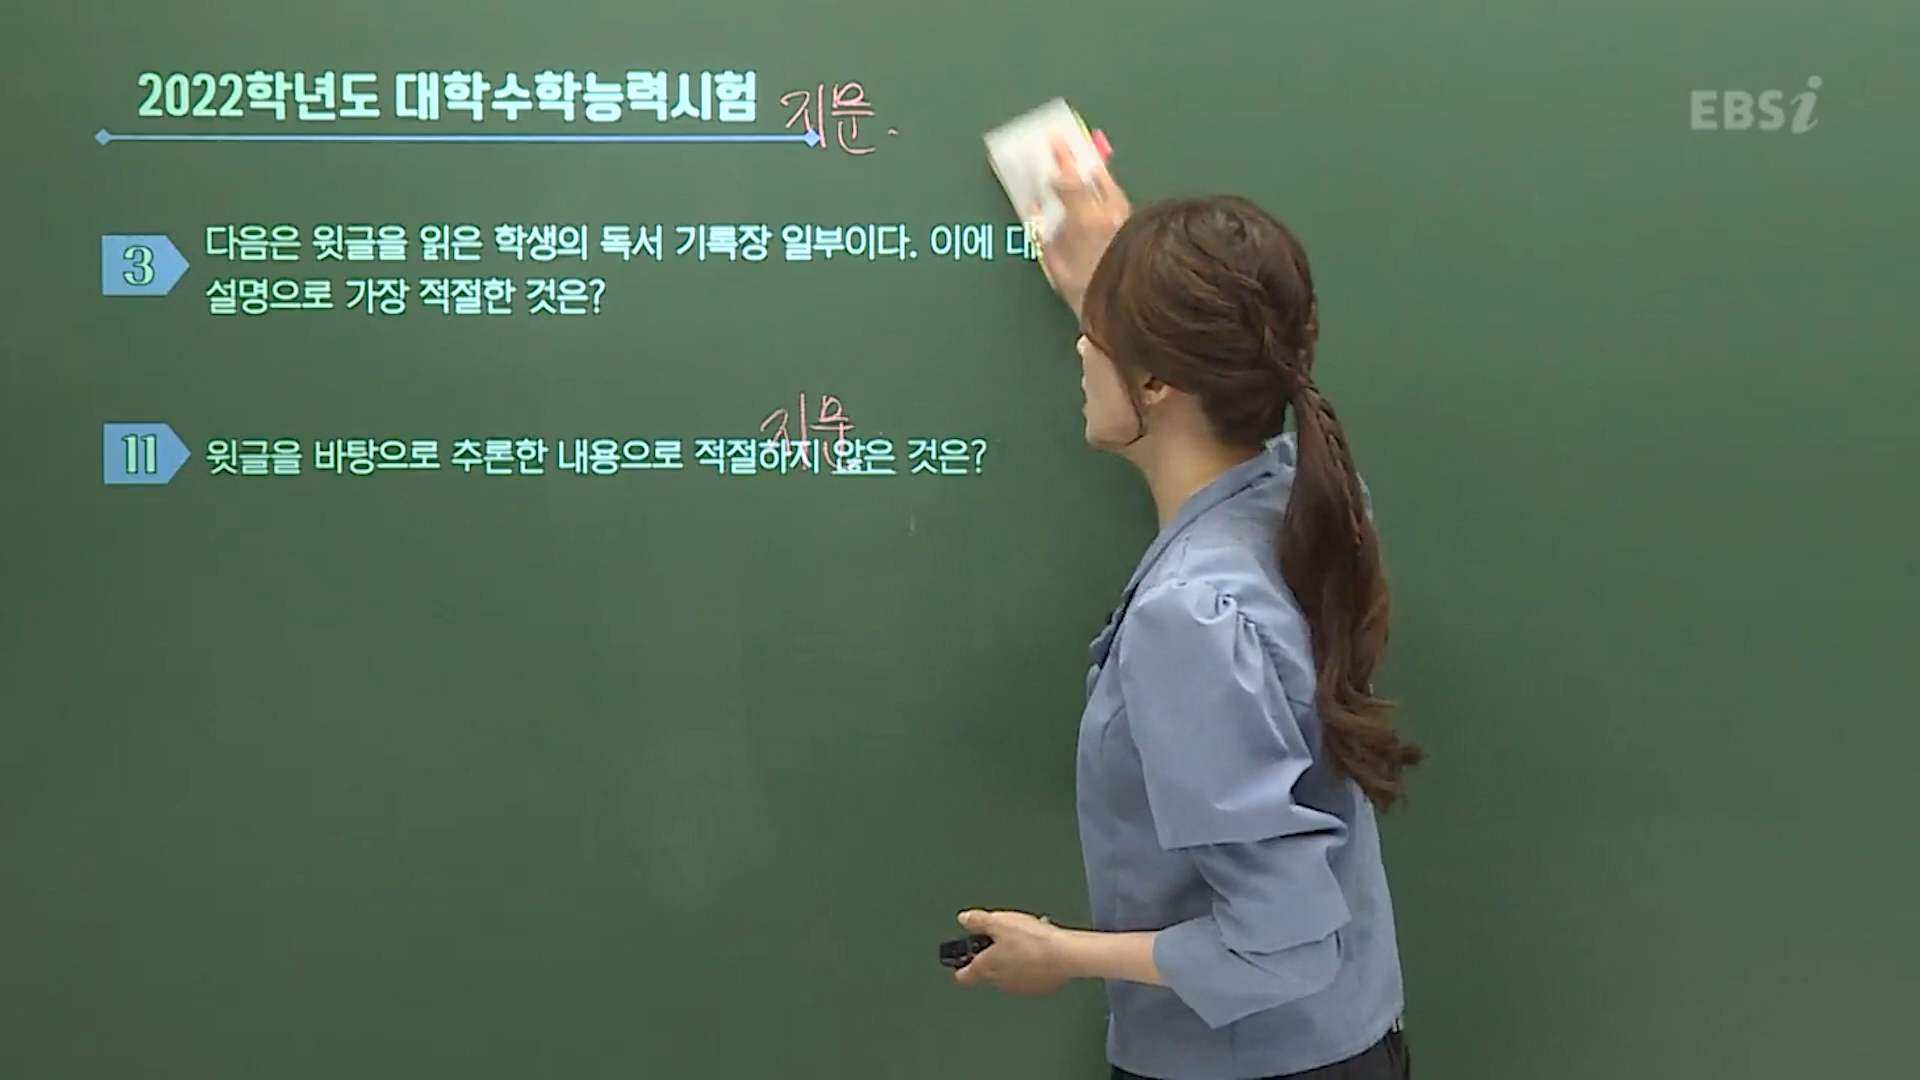 2022학년도 대학수학능력시험 지문.
EBSi
3 다음은 윗글을 읽은 학생의 독서 기록장 일부이다. 이에 대
설명으로 가장 적절한 것은?
지문
11 윗글을 바탕으로 추론한 내용으로 적절하지 않은 것은?